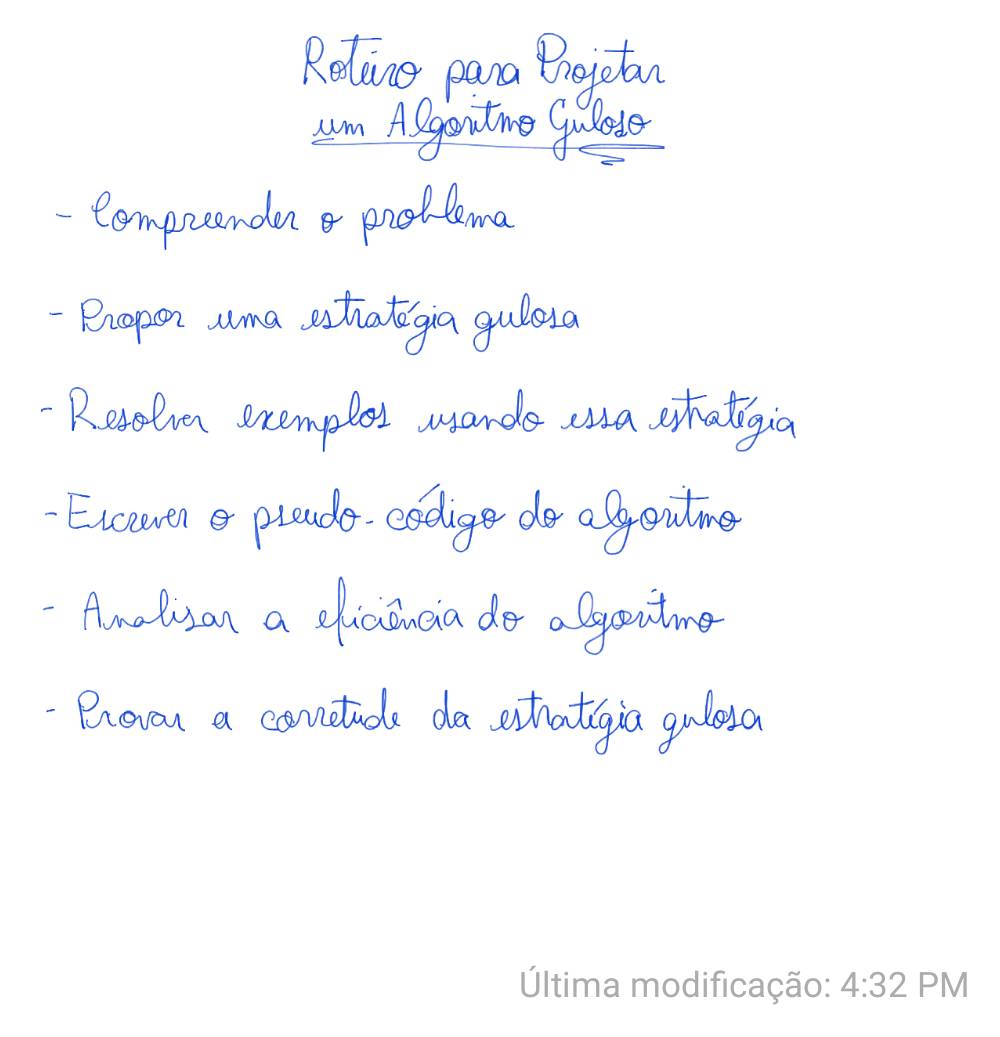 Roteiro para Projetar
um Algoritmo Guloso
- Compreender o problema
- Propor uma estratégia gulosa
- Resolver exemplos usando essa estratégia
- Escrever o pseudo-código do algoritmo
- Analisar a eficiência do algoritmo
- Provar a corretude da estratégia gulosa
Última modificação: 4:32 PM